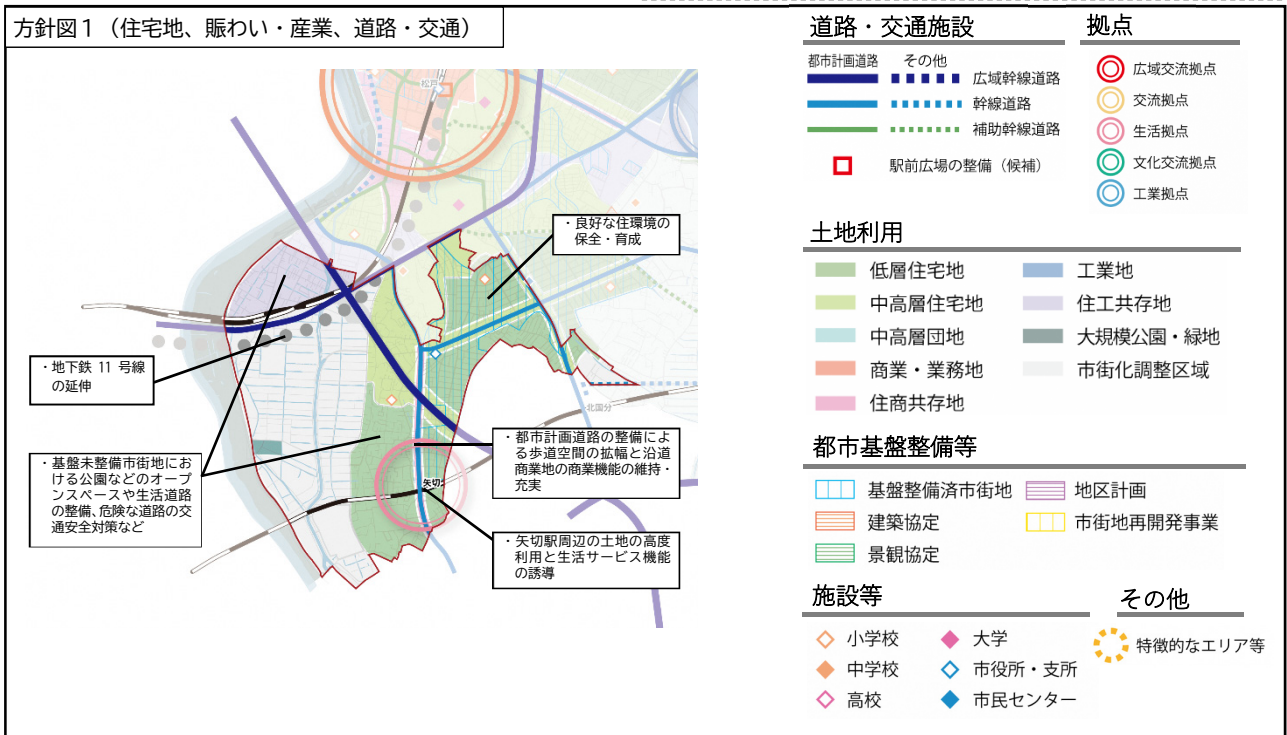 方針図1（住宅地、賑わい・産業、道路・交通）
松戸
・良好な住環境の
保全・育成
・地下鉄 11 号線
の延伸
北国分
・都市計画道路の整備によ
る歩道空間の拡幅と沿道
商業地の商業機能の維持・
充実
・基盤未整備市街地にお
ける公園などのオープ
ンスペースや生活道路
の整備、危険な道路の交
通安全対策など
矢切
・矢切駅周辺の土地の高度
利用と生活サービス機能
の誘導
道路・交通施設
都市計画道路 その他
広域幹線道路
幹線道路
補助幹線道路
駅前広場の整備（候補）
拠点
広域交流拠点
交流拠点
生活拠点
文化交流拠点
工業拠点
土地利用
低層住宅地 工業地
中高層住宅地 住工共存地
中高層団地 大規模公園・緑地
商業・業務地 市街化調整区域
住商共存地
都市基盤整備等
基盤整備済市街地 地区計画
建築協定 市街地再開発事業
景観協定
施設等
小学校 大学
中学校 市役所・支所
高校 市民センター
その他
特徴的なエリア等